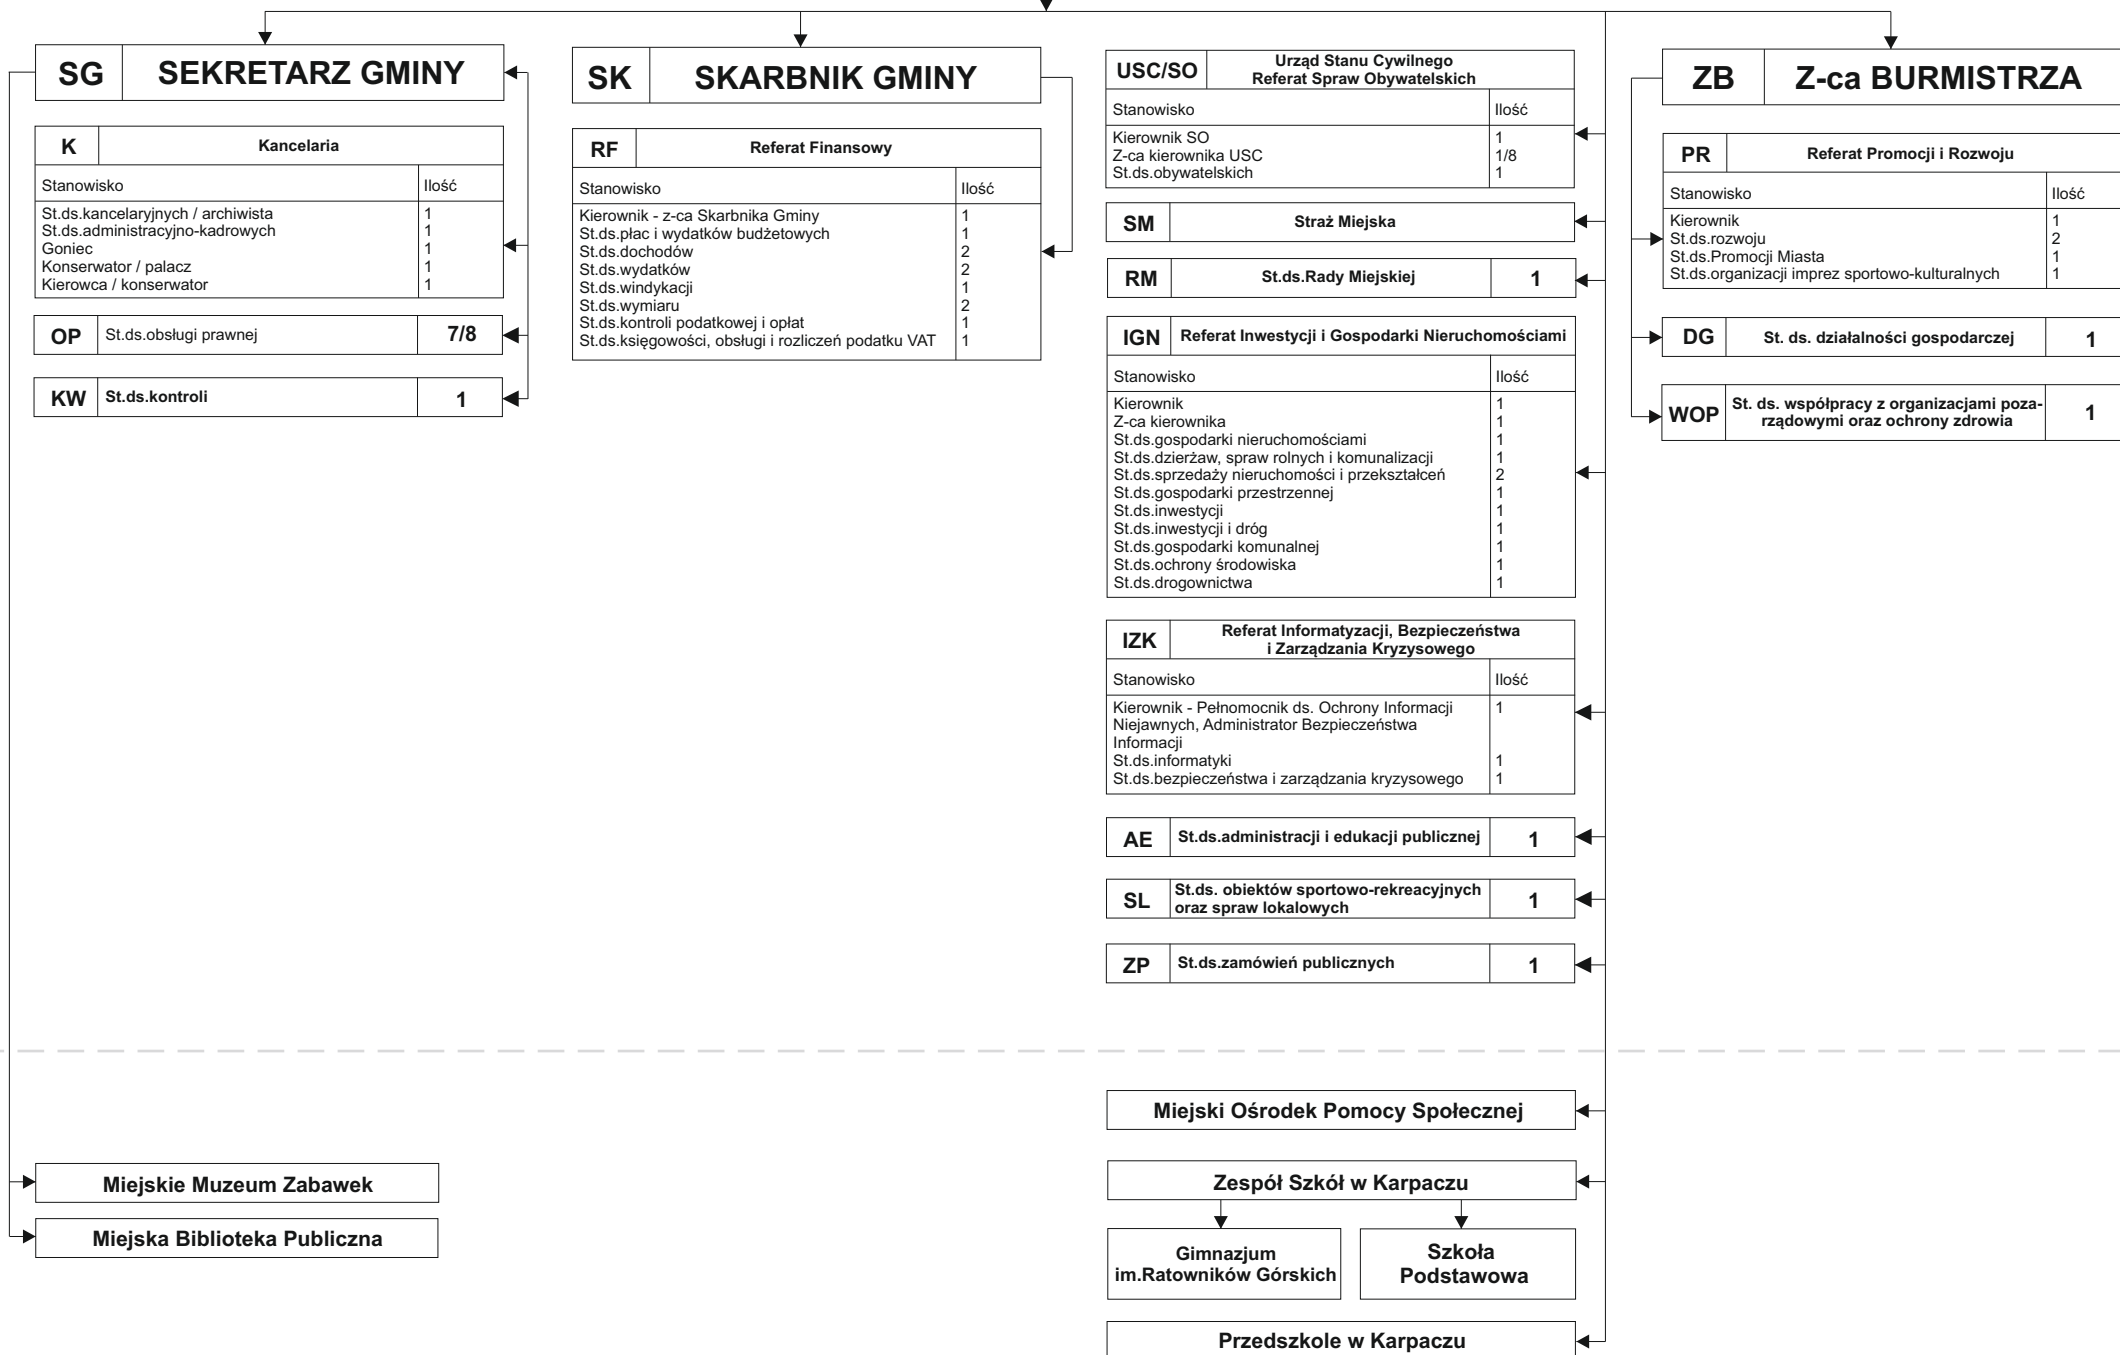 SG SEKRETARZ GMINY
K Kancelaria
Stanowisko Ilość
St.ds.kancelaryjnych / archiwista 1
St.ds.administracyjno-kadrowych 1
Goniec 1
Konserwator / palacz 1
Kierowca / konserwator 1
OP St.ds.obsługi prawnej 7/8
KW St.ds.kontroli 1
SK SKARBNIK GMINY
RF Referat Finansowy
Stanowisko Ilość
Kierownik - z-ca Skarbnika Gminy 1
St.ds.płac i wydatków budżetowych 1
St.ds.dochodów 2
St.ds.wydatków 2
St.ds.windykacji 1
St.ds.wymiaru 2
St.ds.kontroli podatkowej i opłat 1
St.ds.księgowości, obsługi i rozliczeń podatku VAT 1
USC/SO Urząd Stanu Cywilnego
Referat Spraw Obywatelskich
Stanowisko Ilość
Kierownik SO 1
Z-ca kierownika USC 1/8
St.ds.obywatelskich 1
SM Straż Miejska
RM St.ds.Rady Miejskiej 1
IGN Referat Inwestycji i Gospodarki Nieruchomościami
Stanowisko Ilość
Kierownik 1
Z-ca kierownika 1
St.ds.gospodarki nieruchomościami 1
St.ds.dzierżaw, spraw rolnych i komunalizacji 1
St.ds.sprzedaży nieruchomości i przekształceń 2
St.ds.gospodarki przestrzennej 1
St.ds.inwestycji 1
St.ds.inwestycji i dróg 1
St.ds.gospodarki komunalnej 1
St.ds.ochrony środowiska 1
St.ds.drogownictwa 1
IZK Referat Informatyzacji, Bezpieczeństwa
i Zarządzania Kryzysowego
Stanowisko Ilość
Kierownik - Pełnomocnik ds. Ochrony Informacji 1
Niejawnych, Administrator Bezpieczeństwa
Informacji
St.ds.informatyki 1
St.ds.bezpieczeństwa i zarządzania kryzysowego 1
AE St.ds.administracji i edukacji publicznej 1
SL St.ds. obiektów sportowo-rekreacyjnych
oraz spraw lokalowych 1
ZP St.ds.zamówień publicznych 1
ZB Z-ca BURMISTRZA
PR Referat Promocji i Rozwoju
Stanowisko Ilość
Kierownik 1
St.ds.rozwoju 2
St.ds.Promocji Miasta 1
St.ds.organizacji imprez sportowo-kulturalnych 1
DG St. ds. działalności gospodarczej 1
WOP St. ds. współpracy z organizacjami poza-
rządowymi oraz ochrony zdrowia 1
Miejskie Muzeum Zabawek
Miejska Biblioteka Publiczna
Miejski Ośrodek Pomocy Społecznej
Zespół Szkół w Karpaczu
Gimnazjum
im.Ratowników Górskich
Szkoła
Podstawowa
Przedszkole w Karpaczu